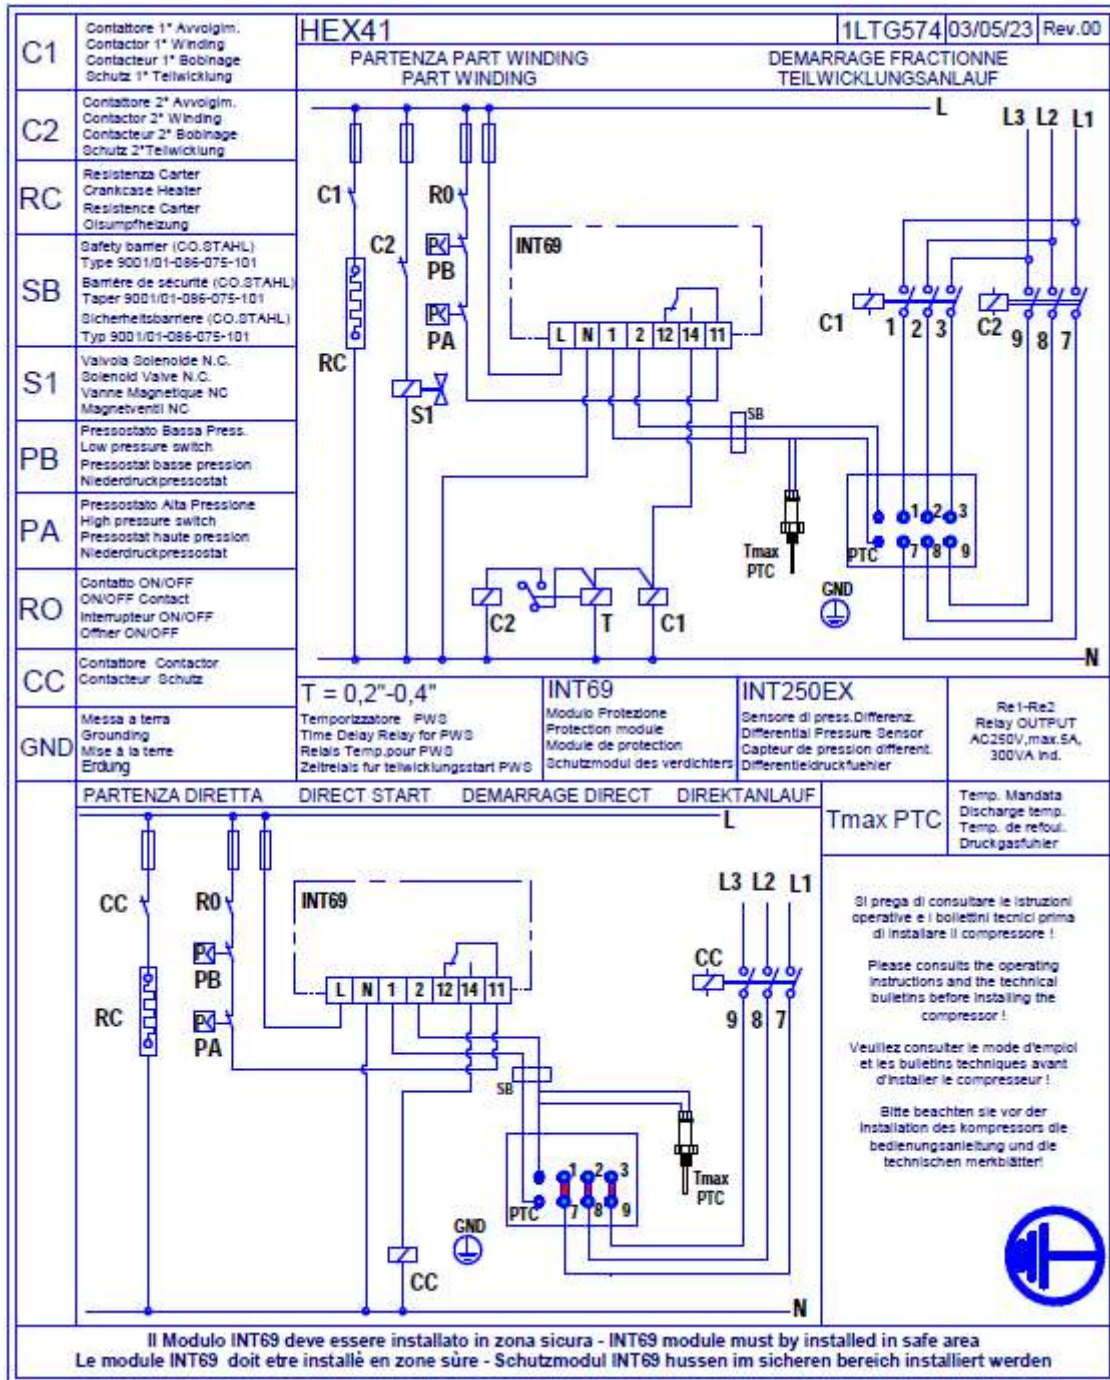 C1
Contattore 1° Avvolgim.
Contactor 1° Winding
Contacteur 1° Bobinage
Schutz 1° Teilwicklung
HEX41
1LTG574 03/05/23 Rev.00
PARTENZA PART WINDING
PART WINDING
DEMARRAGE FRACTIONNE
TEILWICKLUNGSANLAUF
C2
Contattore 2° Avvolgim.
Contactor 2° Winding
Contacteur 2° Bobinage
Schutz 2°Teilwicklung
RC
Resistenza Carter
Crankcase Heater
Resistence Carter
Olsumpfheizung
SB
Safety barrier (CO.STAHL)
Type 9001/01-086-075-101
Barrière de sécurité (CO.STAHL)
Taper 9001/01-086-075-101
Sicherheitsbarriere (CO.STAHL)
Typ 9001/01-086-075-101
S1
Valvola Solenoide N.C.
Solenoid Valve N.C.
Vanne Magnetique NC
Magnetventil NC
PB
Pressostato Bassa Press.
Low pressure switch
Pressostat basse pression
Niederdruckpressostat
PA
Pressostato Alta Pressione
High pressure switch
Pressostat haute pression
Niederdruckpressostat
RO
Contatto ON/OFF
ON/OFF Contact
Interrupteur ON/OFF
Offner ON/OFF
CC
Contattore Contactor
Contacteur Schutz
GND
Messa a terra
Grounding
Mise à la terre
Erdung
L
L3 L2 L1
C1
R0
C2
P<
PB
P<
PA
RC
S1
INT69
L N 1 2 12 14 11
SB
C1
1 2 3
C2
9 8 7
1 2 3
PTC 7 8 9
Tmax
PTC
GND
C2 T C1
N
T = 0,2"-0,4"
Temporizzatore PWS
Time Delay Relay for PWS
Relais Temp.pour PWS
Zeitrelais fur teilwicklungsstart PWS
INT69
Modulo Protezione
Protection module
Module de protection
Schutzmodul des verdichters
INT250EX
Sensore di press.Differenz.
Differential Pressure Sensor
Capteur de pression different.
Differentieldruckfuehler
Re1-Re2
Relay OUTPUT
AC250V,max.5A,
300VA ind.
PARTENZA DIRETTA DIRECT START DEMARRAGE DIRECT DIREKTANLAUF
Tmax PTC
Temp. Mandata
Discharge temp.
Temp. de refoul.
Druckgasfuhler
L
L3 L2 L1
CC
R0
P<
PB
P<
PA
RC
INT69
L N 1 2 12 14 11
CC
9 8 7
SB
1 2 3
PTC 7 8 9
Tmax
PTC
GND
CC
N
Si prega di consultare le istruzioni
operative e i bollettini tecnici prima
di installare il compressore !
Please consults the operating
instructions and the technical
bulletins before installing the
compressor !
Veuillez consulter le mode d'emploi
et les bulletins techniques avant
d'installer le compresseur !
Bitte beachten sie vor der
installation des kompressors die
bedienungsanleitung und die
technischen merkblätter!
Il Modulo INT69 deve essere installato in zona sicura - INT69 module must by installed in safe area
Le module INT69 doit etre installè en zone sûre - Schutzmodul INT69 hussen im sicheren bereich installiert werden